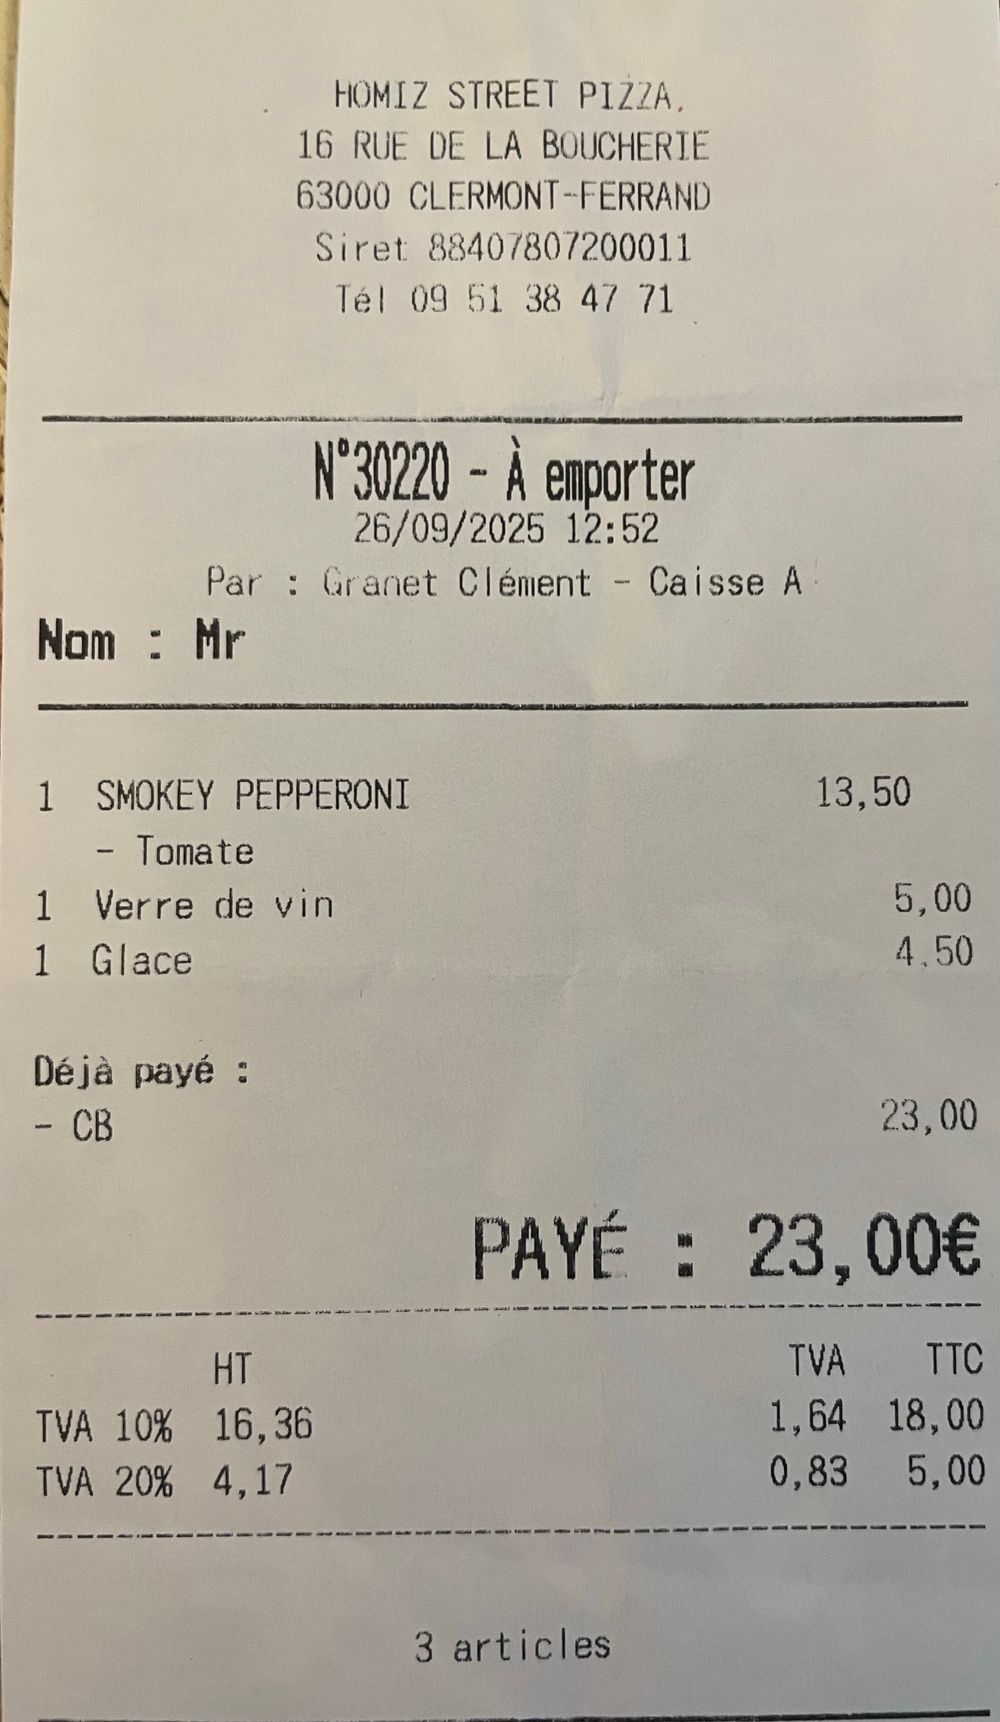 HOMIZ STREET PIZZA.
16 RUE DE LA BOUCHERIE
63000 CLERMONT-FERRAND
Siret 88407807200011
Tél 09 51 38 47 71
N°30220 - À emporter
26/09/2025 12:52
Par : Granet Clément - Caisse A
Nom : Mr
1 SMOKEY PEPPERONI 13,50
- Tomate
1 Verre de vin 5,00
1 Glace 4,50
Déjà payé :
- CB 23,00
PAYÉ : 23,00€
HT TVA TTC
TVA 10% 16,36 1,64 18,00
TVA 20% 4,17 0,83 5,00
3 articles